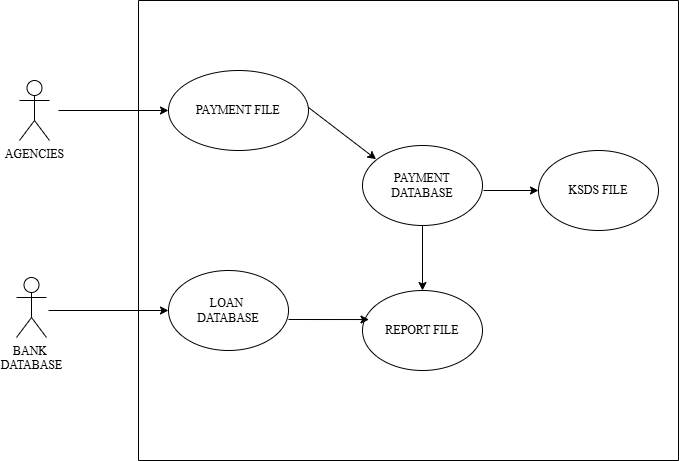 PAYMENT FILE
AGENCIES
PAYMENT
DATABASE
KSDS FILE
LOAN
DATABASE
REPORT FILE
BANK
DATABASE